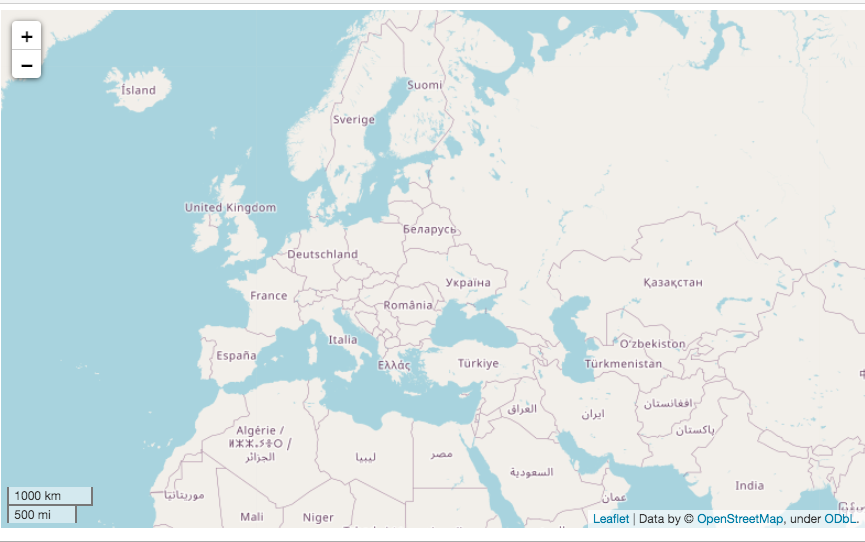 +
−
Ísland
Suomi
Sverige
United Kingdom
Беларусь
Deutschland
Україна
Қазақстан
France
România
Italia
O'zbekiston
España
Ελλάς
Türkiye
Türkmenistan
افغانستان
العراق
ایران
Algérie /
ⵍⵣⵣⴰⵢⴻⵔ /
الجزائر
پاکستان
ليبيا
مصر
السعودية
India
موريتانيا
عمان
1000 km
500 mi
Mali
Niger
Leaflet | Data by © OpenStreetMap, under ODbL.